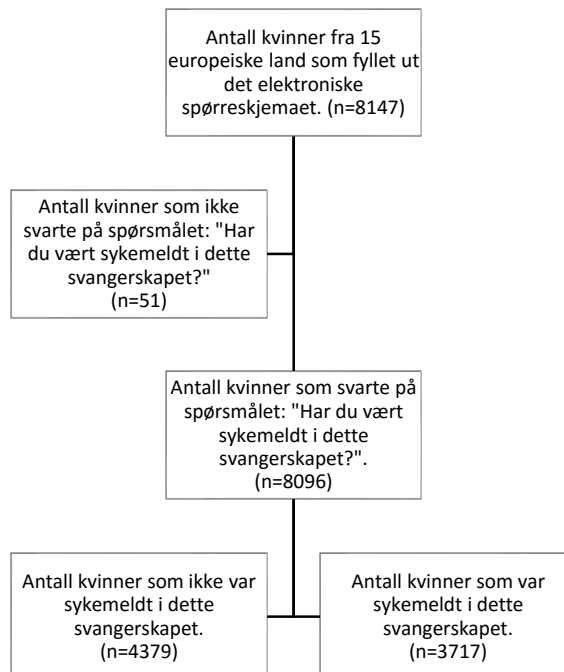 Antall kvinner fra 15
europeiske land som fyllet ut
det elektroniske
spørreskjemaet. (n=8147)
Antall kvinner som ikke
svarte på spørsmålet: "Har
du vært sykemeldt i dette
svangerskapet?"
(n=51)
Antall kvinner som svarte på
spørsmålet: "Har du vært
sykemeldt i dette
svangerskapet?".
(n=8096)
Antall kvinner som ikke var
sykemeldt i dette
svangerskapet.
(n=4379)
Antall kvinner som var
sykemeldt i dette
svangerskapet.
(n=3717)